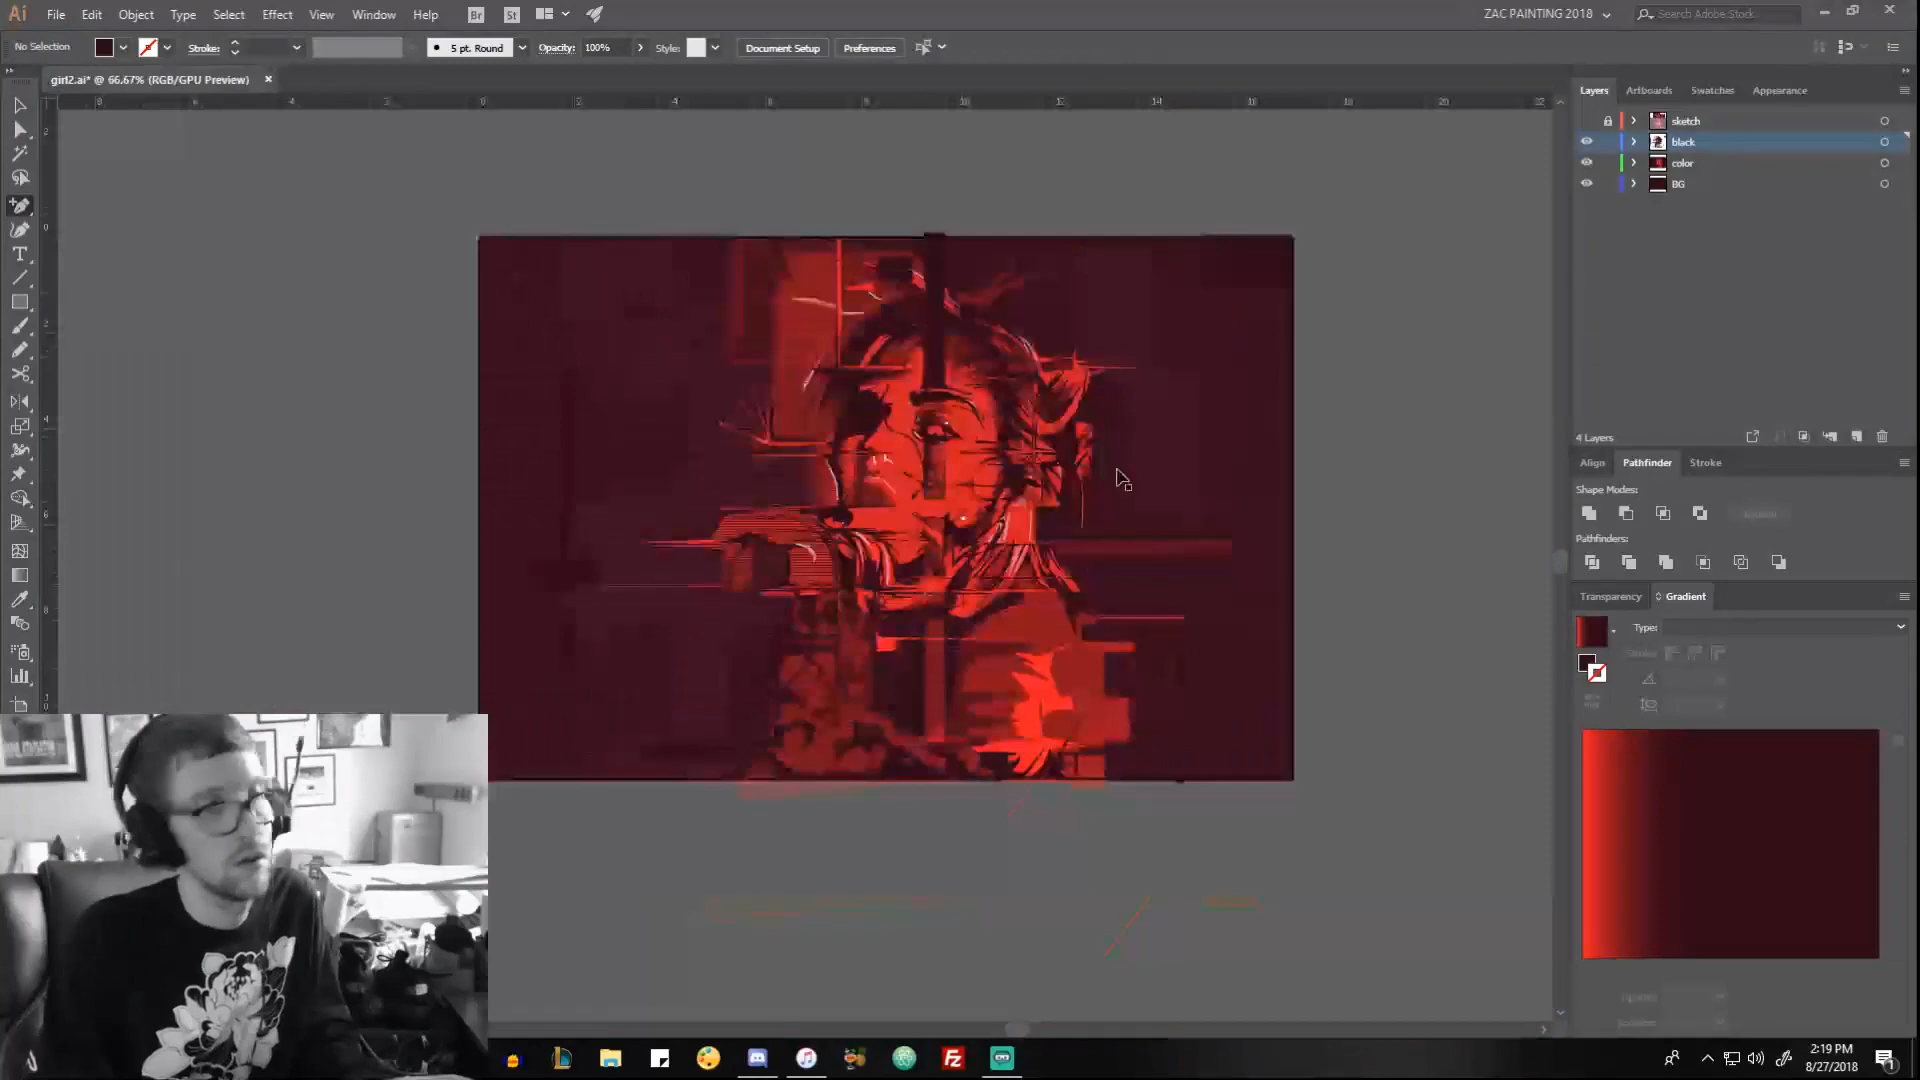 Ai File Edit Object Type Select Effect View Window Help Br St ZAC PAINTING 2018 Search Adobe Stock
No Selection Stroke: 5 pt. Round Opacity: 100% Style: Document Setup Preferences
girl2.ai* @ 66.67% (RGB/GPU Preview)
Layers Artboards Swatches Appearance
sketch
black
color
BG
4 Layers
Align Pathfinder Stroke
Shape Modes:
Pathfinders:
Transparency Gradient
Type:
2:19 PM
8/27/2018